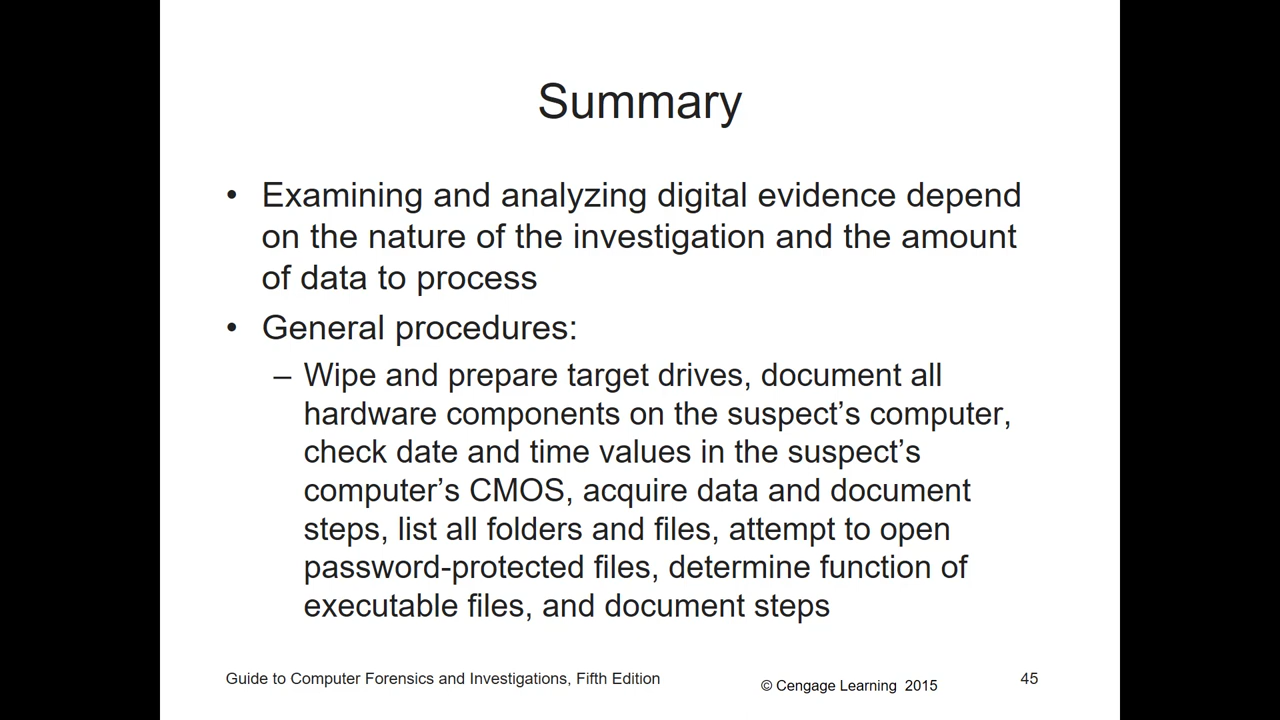 Summary
• Examining and analyzing digital evidence depend
on the nature of the investigation and the amount
of data to process
• General procedures:
– Wipe and prepare target drives, document all
hardware components on the suspect’s computer,
check date and time values in the suspect’s
computer’s CMOS, acquire data and document
steps, list all folders and files, attempt to open
password-protected files, determine function of
executable files, and document steps
Guide to Computer Forensics and Investigations, Fifth Edition
© Cengage Learning 2015
45